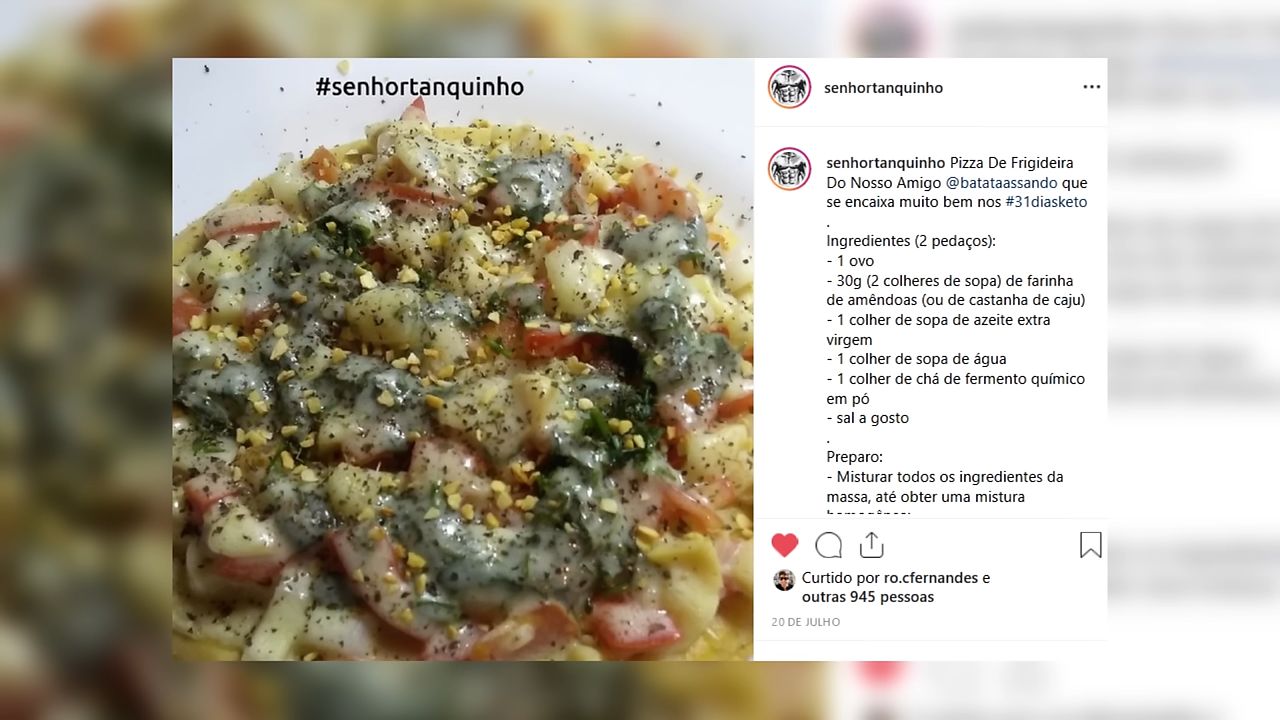 #senhortanquinho
senhortanquinho
senhortanquinho Pizza De Frigideira
Do Nosso Amigo @batataassando que
se encaixa muito bem nos #31diasketo
.
Ingredientes (2 pedaços):
- 1 ovo
- 30g (2 colheres de sopa) de farinha
de amêndoas (ou de castanha de caju)
- 1 colher de sopa de azeite extra
virgem
- 1 colher de sopa de água
- 1 colher de chá de fermento químico
em pó
- sal a gosto
.
Preparo:
- Misturar todos os ingredientes da
massa, até obter uma mistura
Curtido por ro.cfernandes e
outras 945 pessoas
20 DE JULHO